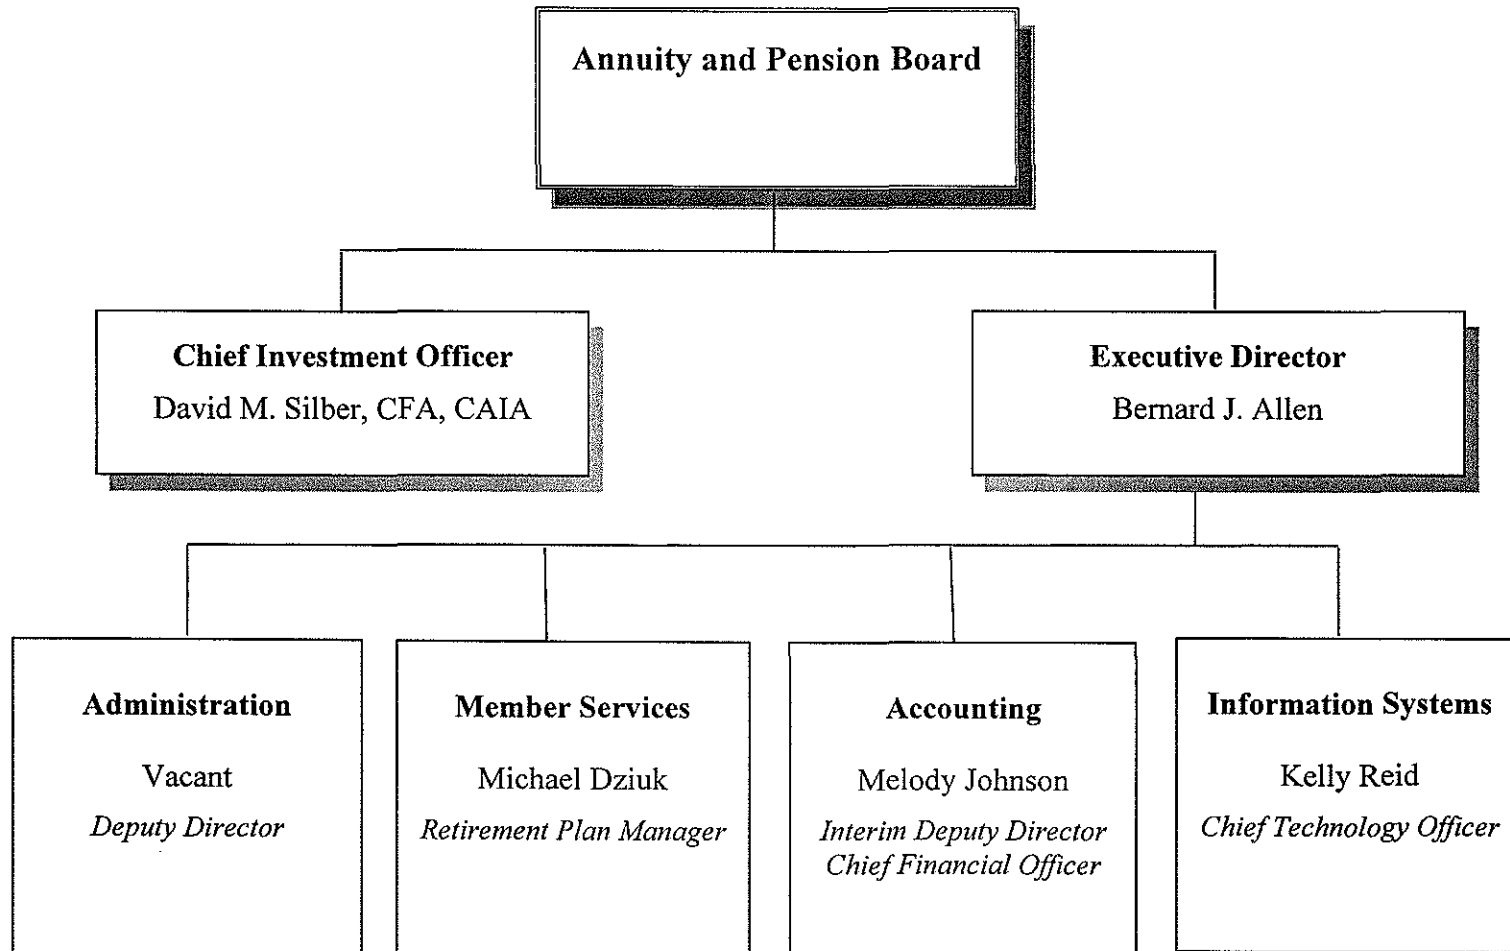 Annuity and Pension Board
Chief Investment Officer
David M. Silber, CFA, CAIA
Executive Director
Bernard J. Allen
Administration
Vacant
Deputy Director
Member Services
Michael Dziuk
Retirement Plan Manager
Accounting
Melody Johnson
Interim Deputy Director
Chief Financial Officer
Information Systems
Kelly Reid
Chief Technology Officer